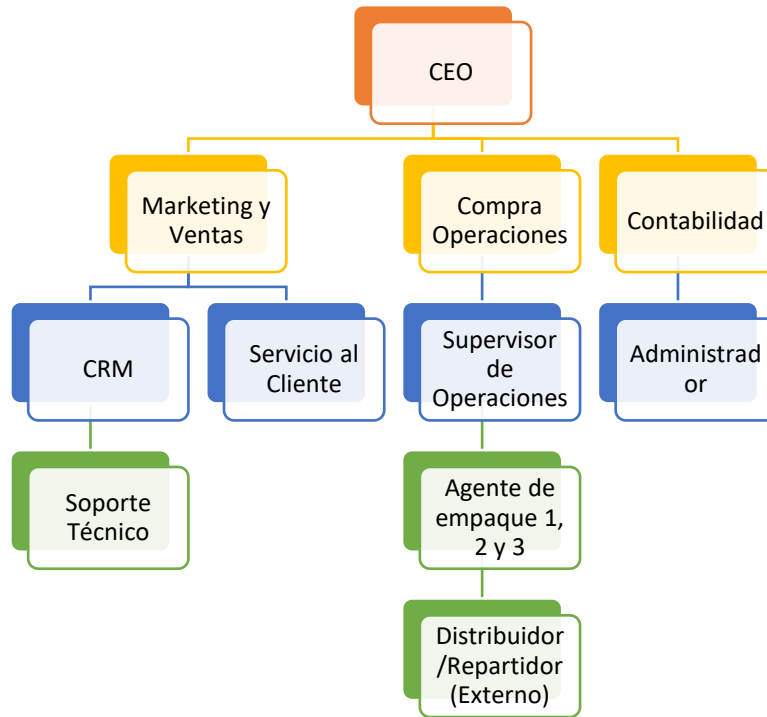 CEO
Marketing y
Ventas
Compra
Operaciones
Contabilidad
CRM
Servicio al
Cliente
Supervisor
de
Operaciones
Administrad
or
Soporte
Técnico
Agente de
empaque 1,
2 y 3
Distribuidor
/Repartidor
(Externo)